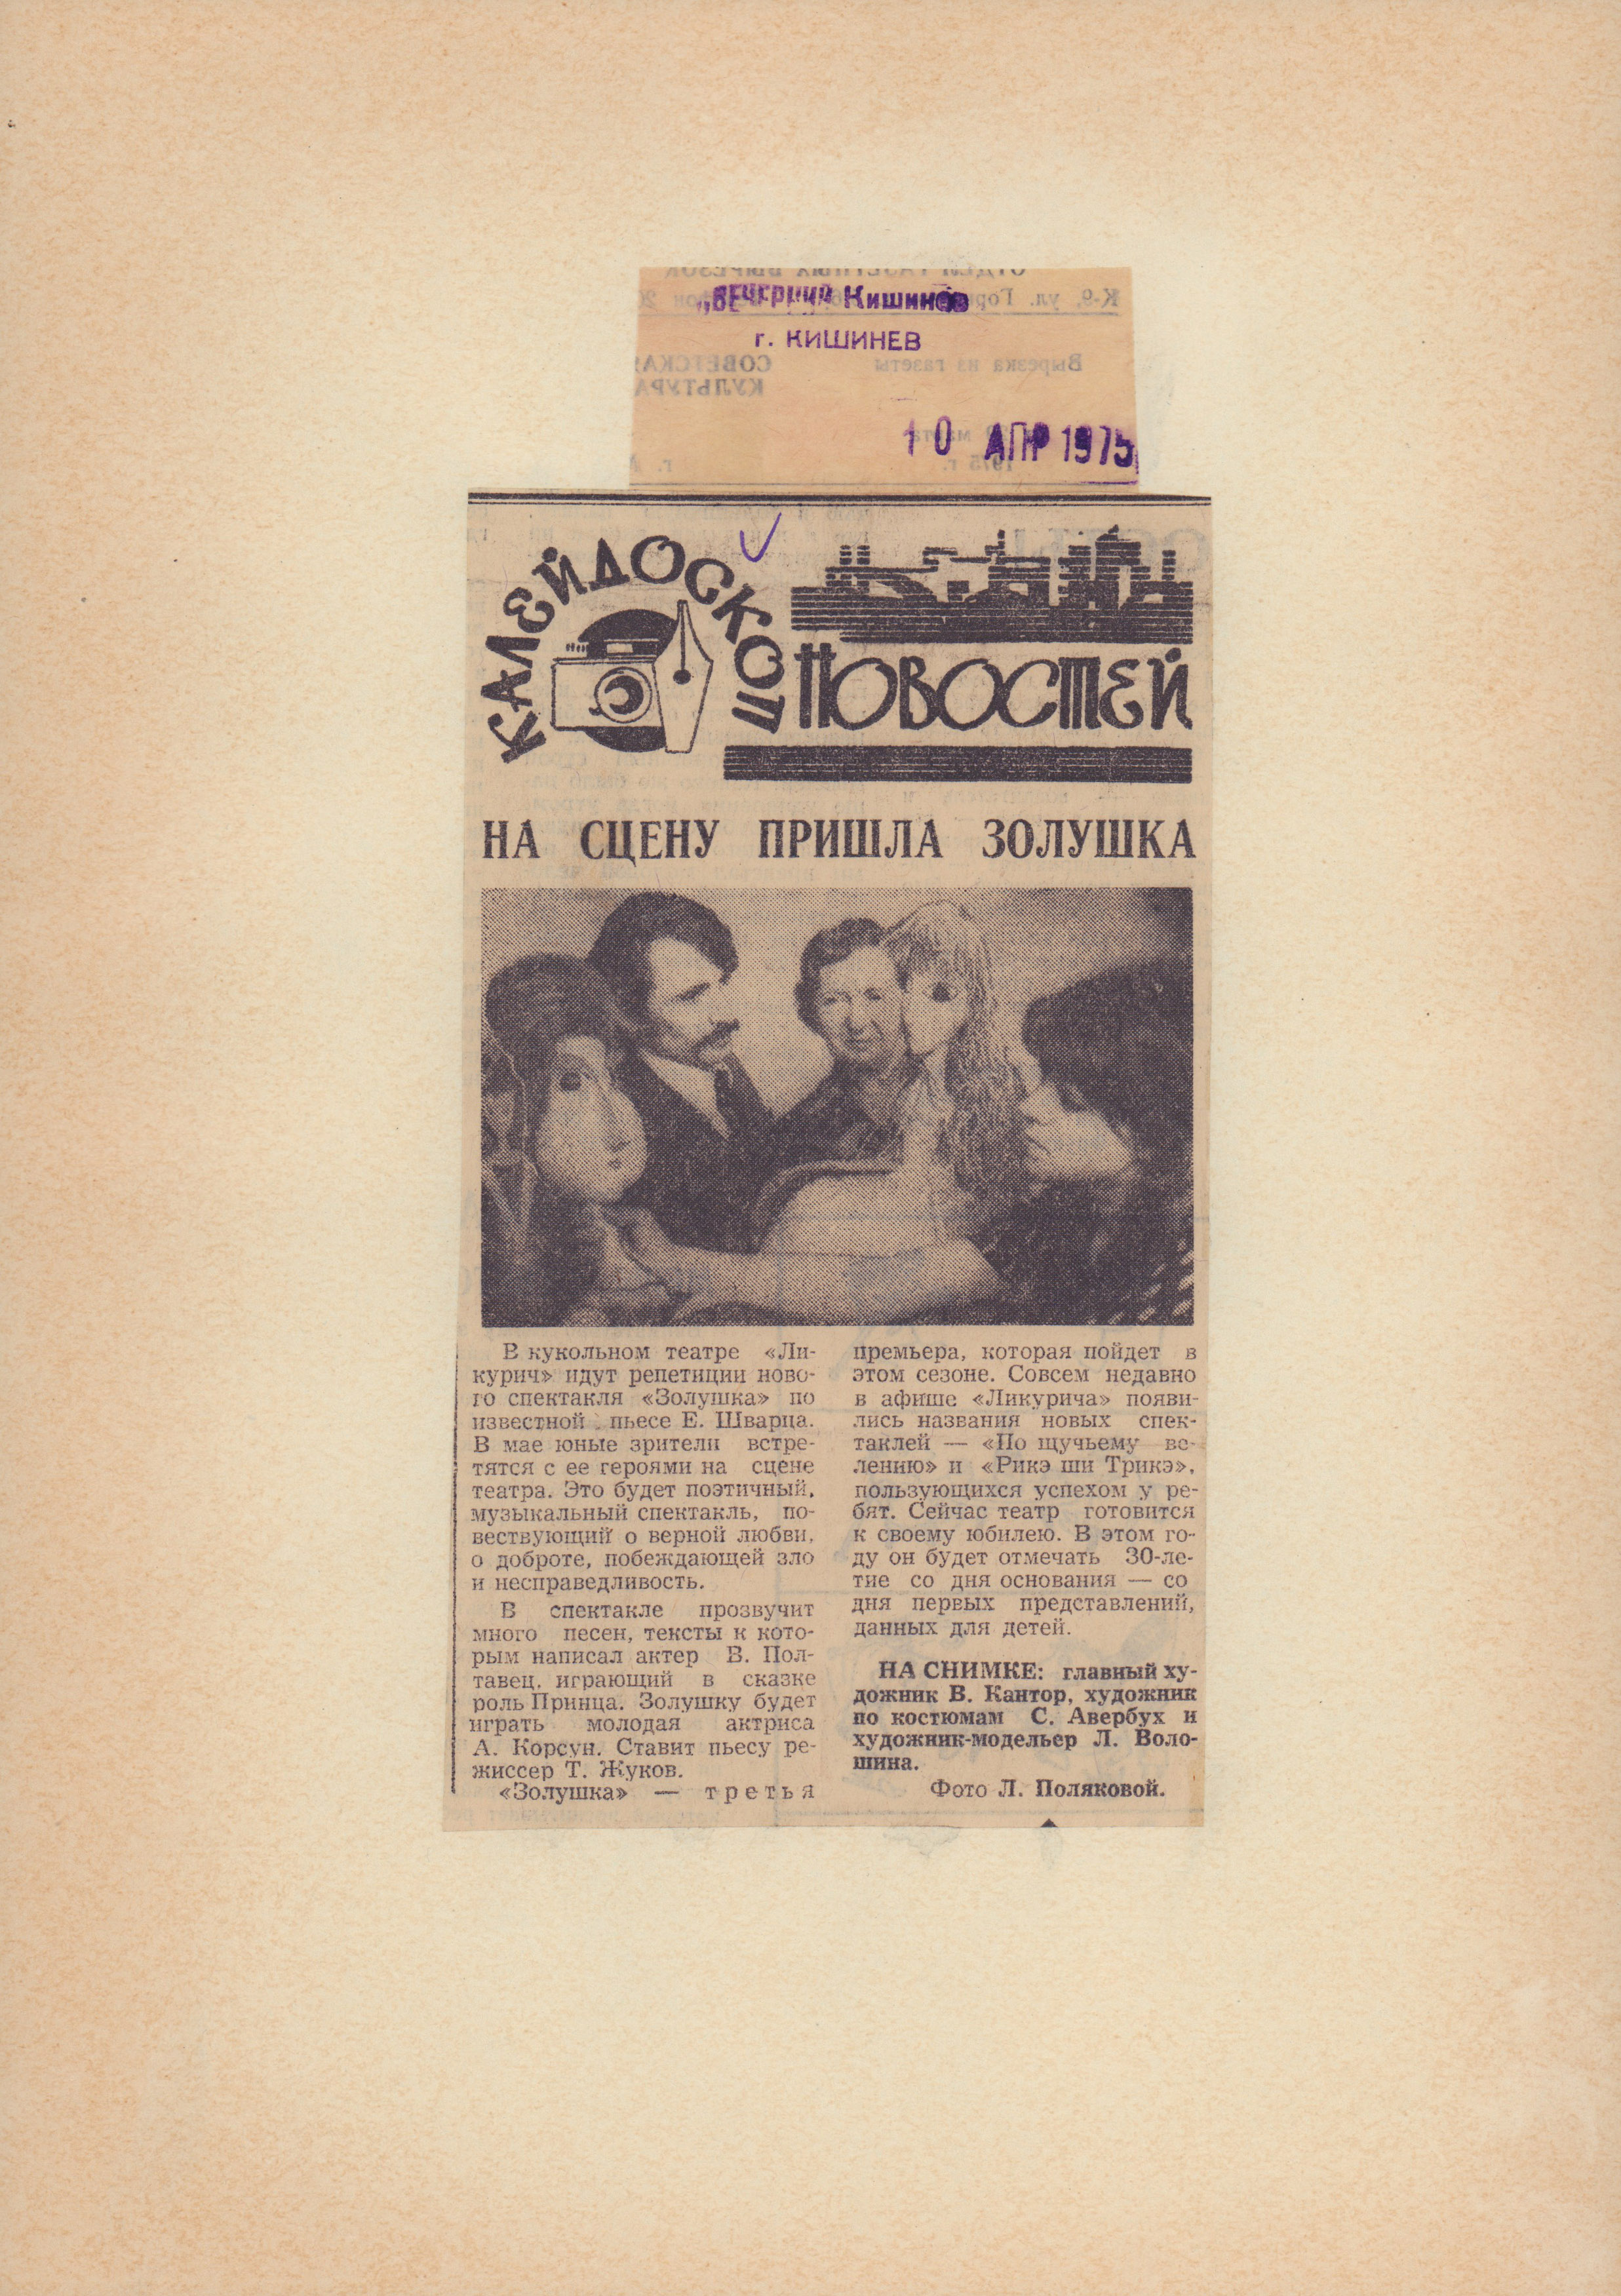 „ВЕЧЕРНИЙ Кишинев
г. КИШИНЕВ
10 АПР 1975
КАЛЕЙДОСКОП
НОВОСТЕЙ
НА СЦЕНУ ПРИШЛА ЗОЛУШКА
В кукольном театре «Ли-
курич» идут репетиции ново-
го спектакля «Золушка» по
известной пьесе Е. Шварца.
В мае юные зрители встре-
тятся с ее героями на сцене
театра. Это будет поэтичный,
музыкальный спектакль, по-
вествующий о верной любви,
о доброте, побеждающей зло
и несправедливость.
В спектакле прозвучит
много песен, тексты к кото-
рым написал актер В. Пол-
тавец, играющий в сказке
роль Принца. Золушку будет
играть молодая актриса
А. Корсун. Ставит пьесу ре-
жиссер Т. Жуков.
«Золушка» — третья
премьера, которая пойдет в
этом сезоне. Совсем недавно
в афише «Ликурича» появи-
лись названия новых спек-
таклей — «По щучьему ве-
лению» и «Рикэ ши Трикэ»,
пользующихся успехом у ре-
бят. Сейчас театр готовится
к своему юбилею. В этом го-
ду он будет отмечать 30-ле-
тие со дня основания — со
дня первых представлений,
данных для детей.
НА СНИМКЕ: главный ху-
дожник В. Кантор, художник
по костюмам С. Авербух и
художник-модельер Л. Воло-
шина.
Фото Л. Поляковой.